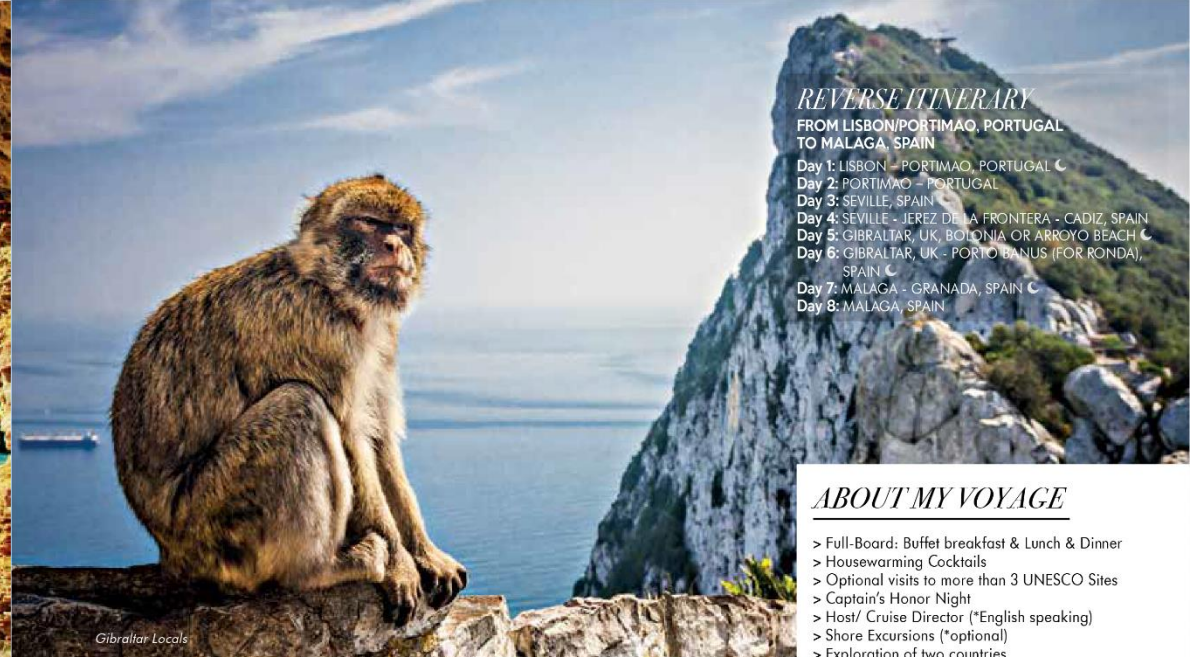 REVERSE ITINERARY
FROM LISBON/PORTIMAO, PORTUGAL
TO MALAGA, SPAIN
Day 1: LISBON – PORTIMAO, PORTUGAL
Day 2: PORTIMAO – PORTUGAL
Day 3: SEVILLE, SPAIN
Day 4: SEVILLE - JEREZ DE LA FRONTERA - CADIZ, SPAIN
Day 5: GIBRALTAR, UK, BOLONIA OR ARROYO BEACH
Day 6: GIBRALTAR, UK - PORTO BANUS (FOR RONDA),
SPAIN
Day 7: MALAGA - GRANADA, SPAIN
Day 8: MALAGA, SPAIN
ABOUT MY VOYAGE
> Full-Board: Buffet breakfast & Lunch & Dinner
> Housewarming Cocktails
> Optional visits to more than 3 UNESCO Sites
> Captain's Honor Night
> Host/ Cruise Director (*English speaking)
> Shore Excursions (*optional)
> Exploration of two countries
Gibraltar Locals